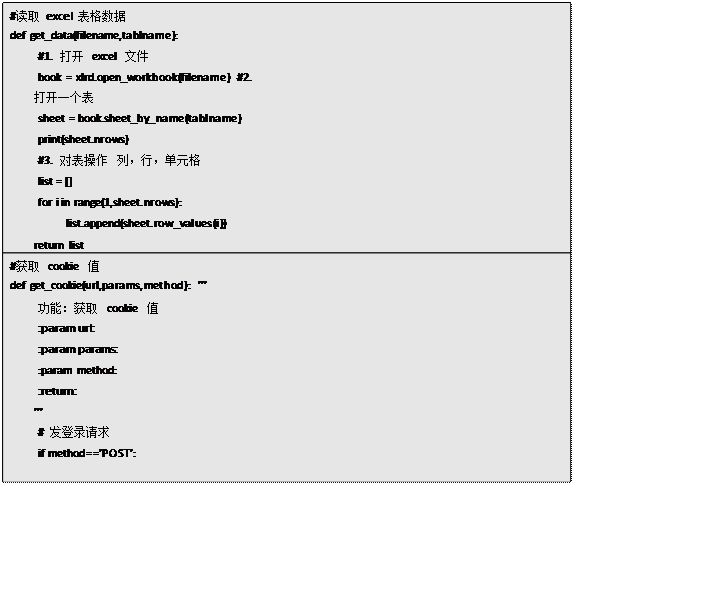 #读取 excel 表格数据
def get_data(filename,tablname):
#1. 打开 excel 文件
book = xlrd.open_workbook(filename) #2.
打开一个表
sheet = book.sheet_by_name(tablname)
print(sheet.nrows)
#3. 对表操作 列，行，单元格
list = []
for i in range(1,sheet.nrows):
list.append(sheet.row_values(i))
return list
#获取 cookie 值
def get_cookie(url,params,method): '''
功能：获取 cookie 值
:param url:
:param params:
:param method:
:return:
'''
# 发登录请求
if method=="POST":